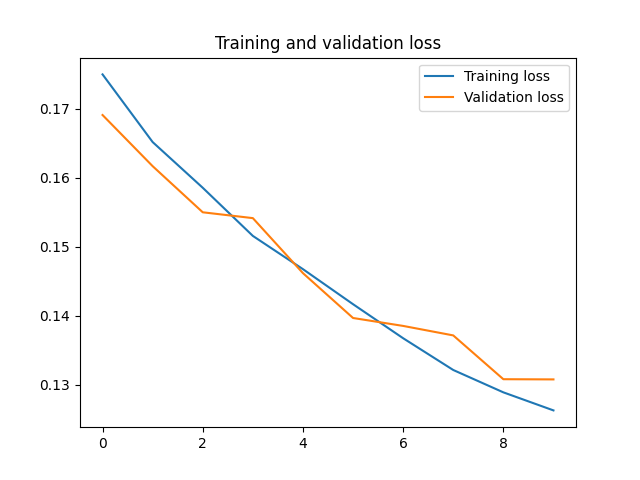 Training and validation loss
Training loss
Validation loss
0.17
0.16
0.15
0.14
0.13
0 2 4 6 8